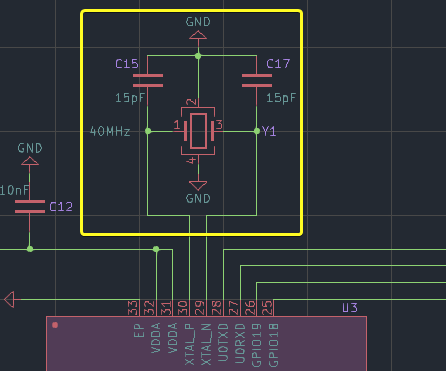 GND
C15
C17
15pF
15pF
2
40MHz
1
3
Y1
4
GND
GND
10nF
C12
33
32
31
30
29
28
27
26
25
U3
EP
VDDA
VDDA
XTAL_P
XTAL_N
U0TXD
U0RXD
GPIO19
GPIO18